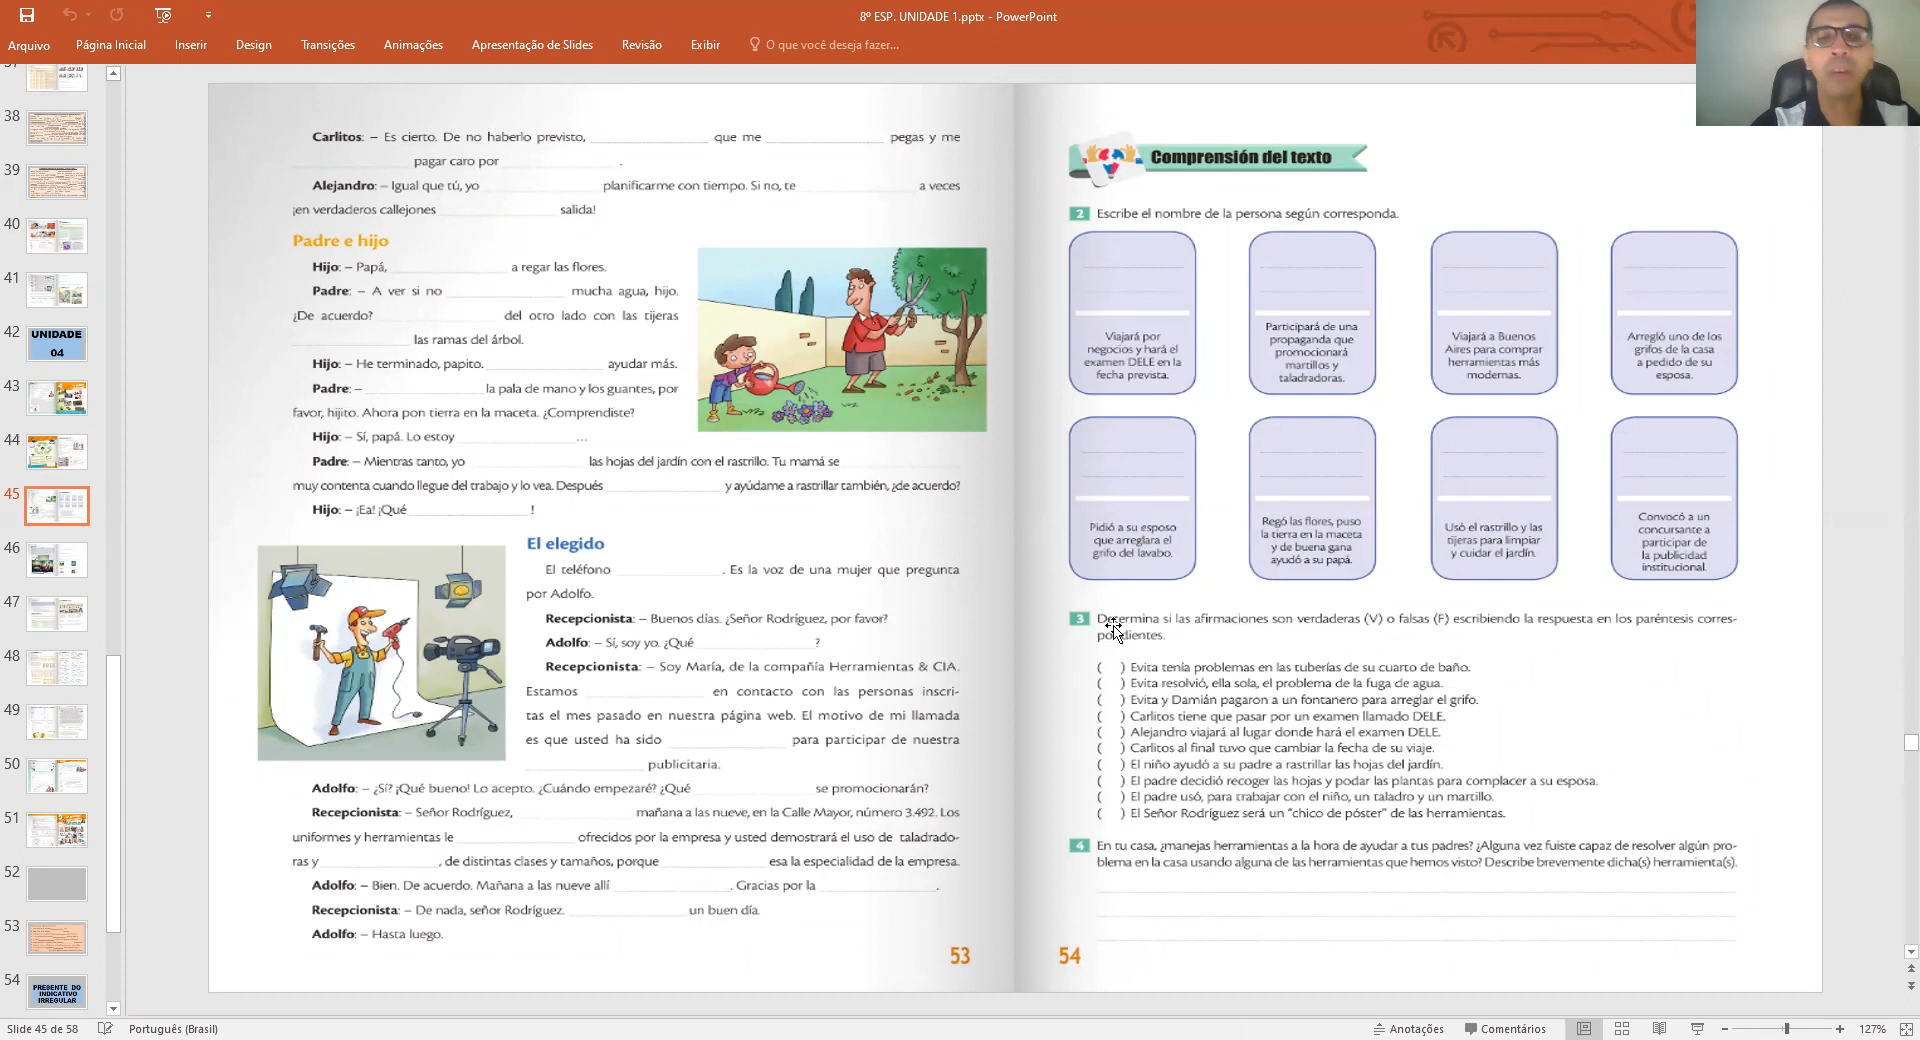 8º ESP. UNIDADE 1.pptx - PowerPoint
Arquivo
Página Inicial
Inserir
Design
Transições
Animações
Apresentação de Slides
Revisão
Exibir
O que você deseja fazer...
38
39
40
41
42
UNIDADE
04
43
44
45
46
47
48
49
50
51
52
53
54
PRESENTE DO
INDICATIVO
IRREGULAR
Carlitos: – Es cierto. De no haberlo previsto, que me pegas y me
pagar caro por .
Alejandro: – Igual que tú, yo planificarme con tiempo. Si no, te a veces
¡en verdaderos callejones salida!
Padre e hijo
Hijo: – Papá, a regar las flores.
Padre: – A ver si no mucha agua, hijo.
¿De acuerdo? del otro lado con las tijeras
las ramas del árbol.
Hijo: – He terminado, papito. ayudar más.
Padre: – la pala de mano y los guantes, por
favor, hijito. Ahora pon tierra en la maceta. ¿Comprendiste?
Hijo: – Sí, papá. Lo estoy ...
Padre: – Mientras tanto, yo las hojas del jardín con el rastrillo. Tu mamá se
muy contenta cuando llegue del trabajo y lo vea. Después y ayúdame a rastrillar también, ¿de acuerdo?
Hijo: – ¡Ea! ¡Qué !
El elegido
El teléfono . Es la voz de una mujer que pregunta
por Adolfo.
Recepcionista: – Buenos días. ¿Señor Rodríguez, por favor?
Adolfo: – Sí, soy yo. ¿Qué ?
Recepcionista: – Soy María, de la compañía Herramientas & CIA.
Estamos en contacto con las personas inscri-
tas el mes pasado en nuestra página web. El motivo de mi llamada
es que usted ha sido para participar de nuestra
publicitaria.
Adolfo: – ¿Sí? ¡Qué bueno! Lo acepto. ¿Cuándo empezaré? ¿Qué se promocionarán?
Recepcionista: – Señor Rodríguez, mañana a las nueve, en la Calle Mayor, número 3.492. Los
uniformes y herramientas le ofrecidos por la empresa y usted demostrará el uso de taladrado-
ras y , de distintas clases y tamaños, porque esa la especialidad de la empresa.
Adolfo: – Bien. De acuerdo. Mañana a las nueve allí . Gracias por la .
Recepcionista: – De nada, señor Rodríguez. un buen día.
Adolfo: – Hasta luego.
53
Comprensión del texto
2 Escribe el nombre de la persona según corresponda.
Viajará por
negocios y hará el
examen DELE en la
fecha prevista.
Participará de una
propaganda que
promocionará
martillos y
taladradoras.
Viajará a Buenos
Aires para comprar
herramientas más
modernas.
Arregló uno de los
grifos de la casa
a pedido de su
esposa.
Pidió a su esposo
que arreglara el
grifo del lavabo.
Regó las flores, puso
la tierra en la maceta
y de buena gana
ayudó a su papá.
Usó el rastrillo y las
tijeras para limpiar
y cuidar el jardín.
Convocó a un
concursante a
participar de
la publicidad
institucional.
3 Determina si las afirmaciones son verdaderas (V) o falsas (F) escribiendo la respuesta en los paréntesis corres-
pondientes.
( ) Evita tenía problemas en las tuberías de su cuarto de baño.
( ) Evita resolvió, ella sola, el problema de la fuga de agua.
( ) Evita y Damián pagaron a un fontanero para arreglar el grifo.
( ) Carlitos tiene que pasar por un examen llamado DELE.
( ) Alejandro viajará al lugar donde hará el examen DELE.
( ) Carlitos al final tuvo que cambiar la fecha de su viaje.
( ) El niño ayudó a su padre a rastrillar las hojas del jardín.
( ) El padre decidió recoger las hojas y podar las plantas para complacer a su esposa.
( ) El padre usó, para trabajar con el niño, un taladro y un martillo.
( ) El Señor Rodríguez será un “chico de póster” de las herramientas.
4 En tu casa, ¿manejas herramientas a la hora de ayudar a tus padres? ¿Alguna vez fuiste capaz de resolver algún pro-
blema en la casa usando alguna de las herramientas que hemos visto? Describe brevemente dicha(s) herramienta(s).
54
Slide 45 de 58
Português (Brasil)
Anotações
Comentários
127%